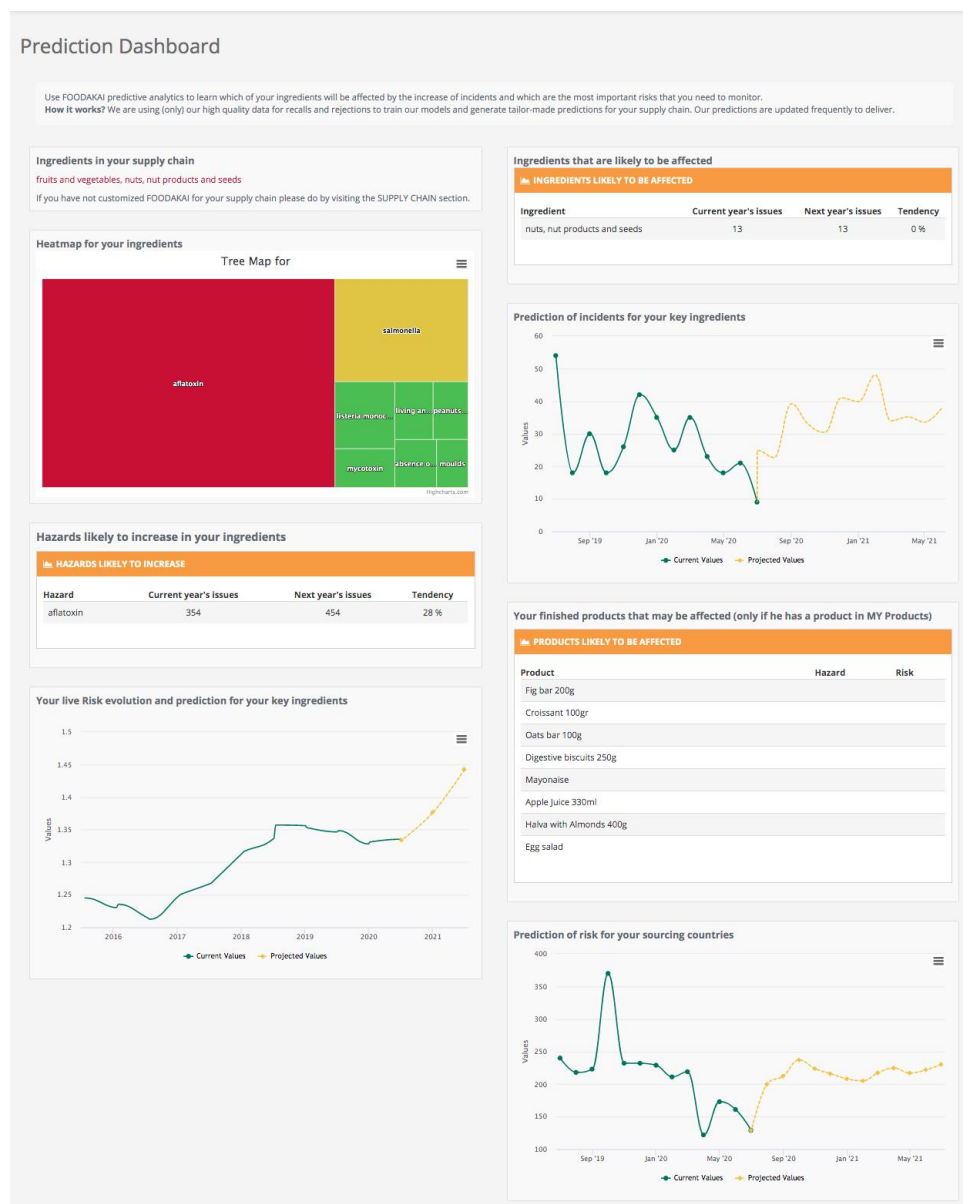 Prediction Dashboard
Use FOODAKAI predictive analytics to learn which of your ingredients will be affected by the increase of incidents and which are the most important risks that you need to monitor.
How it works? We are using (only) our high quality data for recalls and rejections to train our models and generate tailor-made predictions for your supply chain. Our predictions are updated frequently to deliver.
Ingredients in your supply chain
fruits and vegetables, nuts, nut products and seeds
If you have not customized FOODAKAI for your supply chain please do by visiting the SUPPLY CHAIN section.
Heatmap for your ingredients
Tree Map for
aflatoxin
salmonella
listeria monoc...
living an...
peanuts...
mycotoxin
absence o...
moulds
Highcharts.com
Hazards likely to increase in your ingredients
HAZARDS LIKELY TO INCREASE
Hazard Current year's issues Next year's issues Tendency
aflatoxin 354 454 28 %
Your live Risk evolution and prediction for your key ingredients
1.5
1.45
1.4
1.35
1.3
1.25
1.2
Values
2016 2017 2018 2019 2020 2021
Current Values Projected Values
Ingredients that are likely to be affected
INGREDIENTS LIKELY TO BE AFFECTED
Ingredient Current year's issues Next year's issues Tendency
nuts, nut products and seeds 13 13 0 %
Prediction of incidents for your key ingredients
60
50
40
30
20
10
0
Values
Sep '19 Jan '20 May '20 Sep '20 Jan '21 May '21
Current Values Projected Values
Your finished products that may be affected (only if he has a product in MY Products)
PRODUCTS LIKELY TO BE AFFECTED
Product Hazard Risk
Fig bar 200g
Croissant 100gr
Oats bar 100g
Digestive biscuits 250g
Mayonaise
Apple Juice 330ml
Halva with Almonds 400g
Egg salad
Prediction of risk for your sourcing countries
400
350
300
250
200
150
100
Values
Sep '19 Jan '20 May '20 Sep '20 Jan '21 May '21
Current Values Projected Values